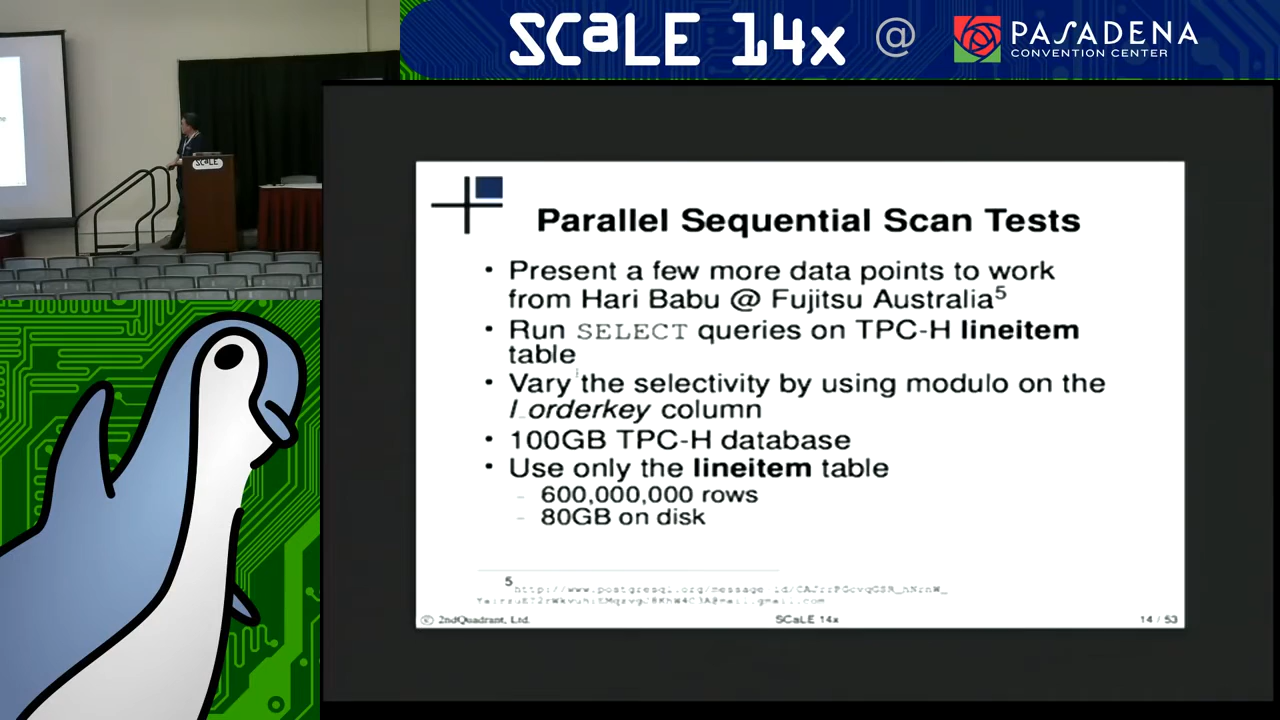 SCaLE 14x @ PASADENA
CONVENTION CENTER
SCALE
Parallel Sequential Scan Tests
• Present a few more data points to work
from Hari Babu @ Fujitsu Australia5
• Run SELECT queries on TPC-H lineitem
table
• Vary the selectivity by using modulo on the
l_orderkey column
• 100GB TPC-H database
• Use only the lineitem table
– 600,000,000 rows
– 80GB on disk
5
© 2ndQuadrant, Ltd.
SCaLE 14x
14 / 53